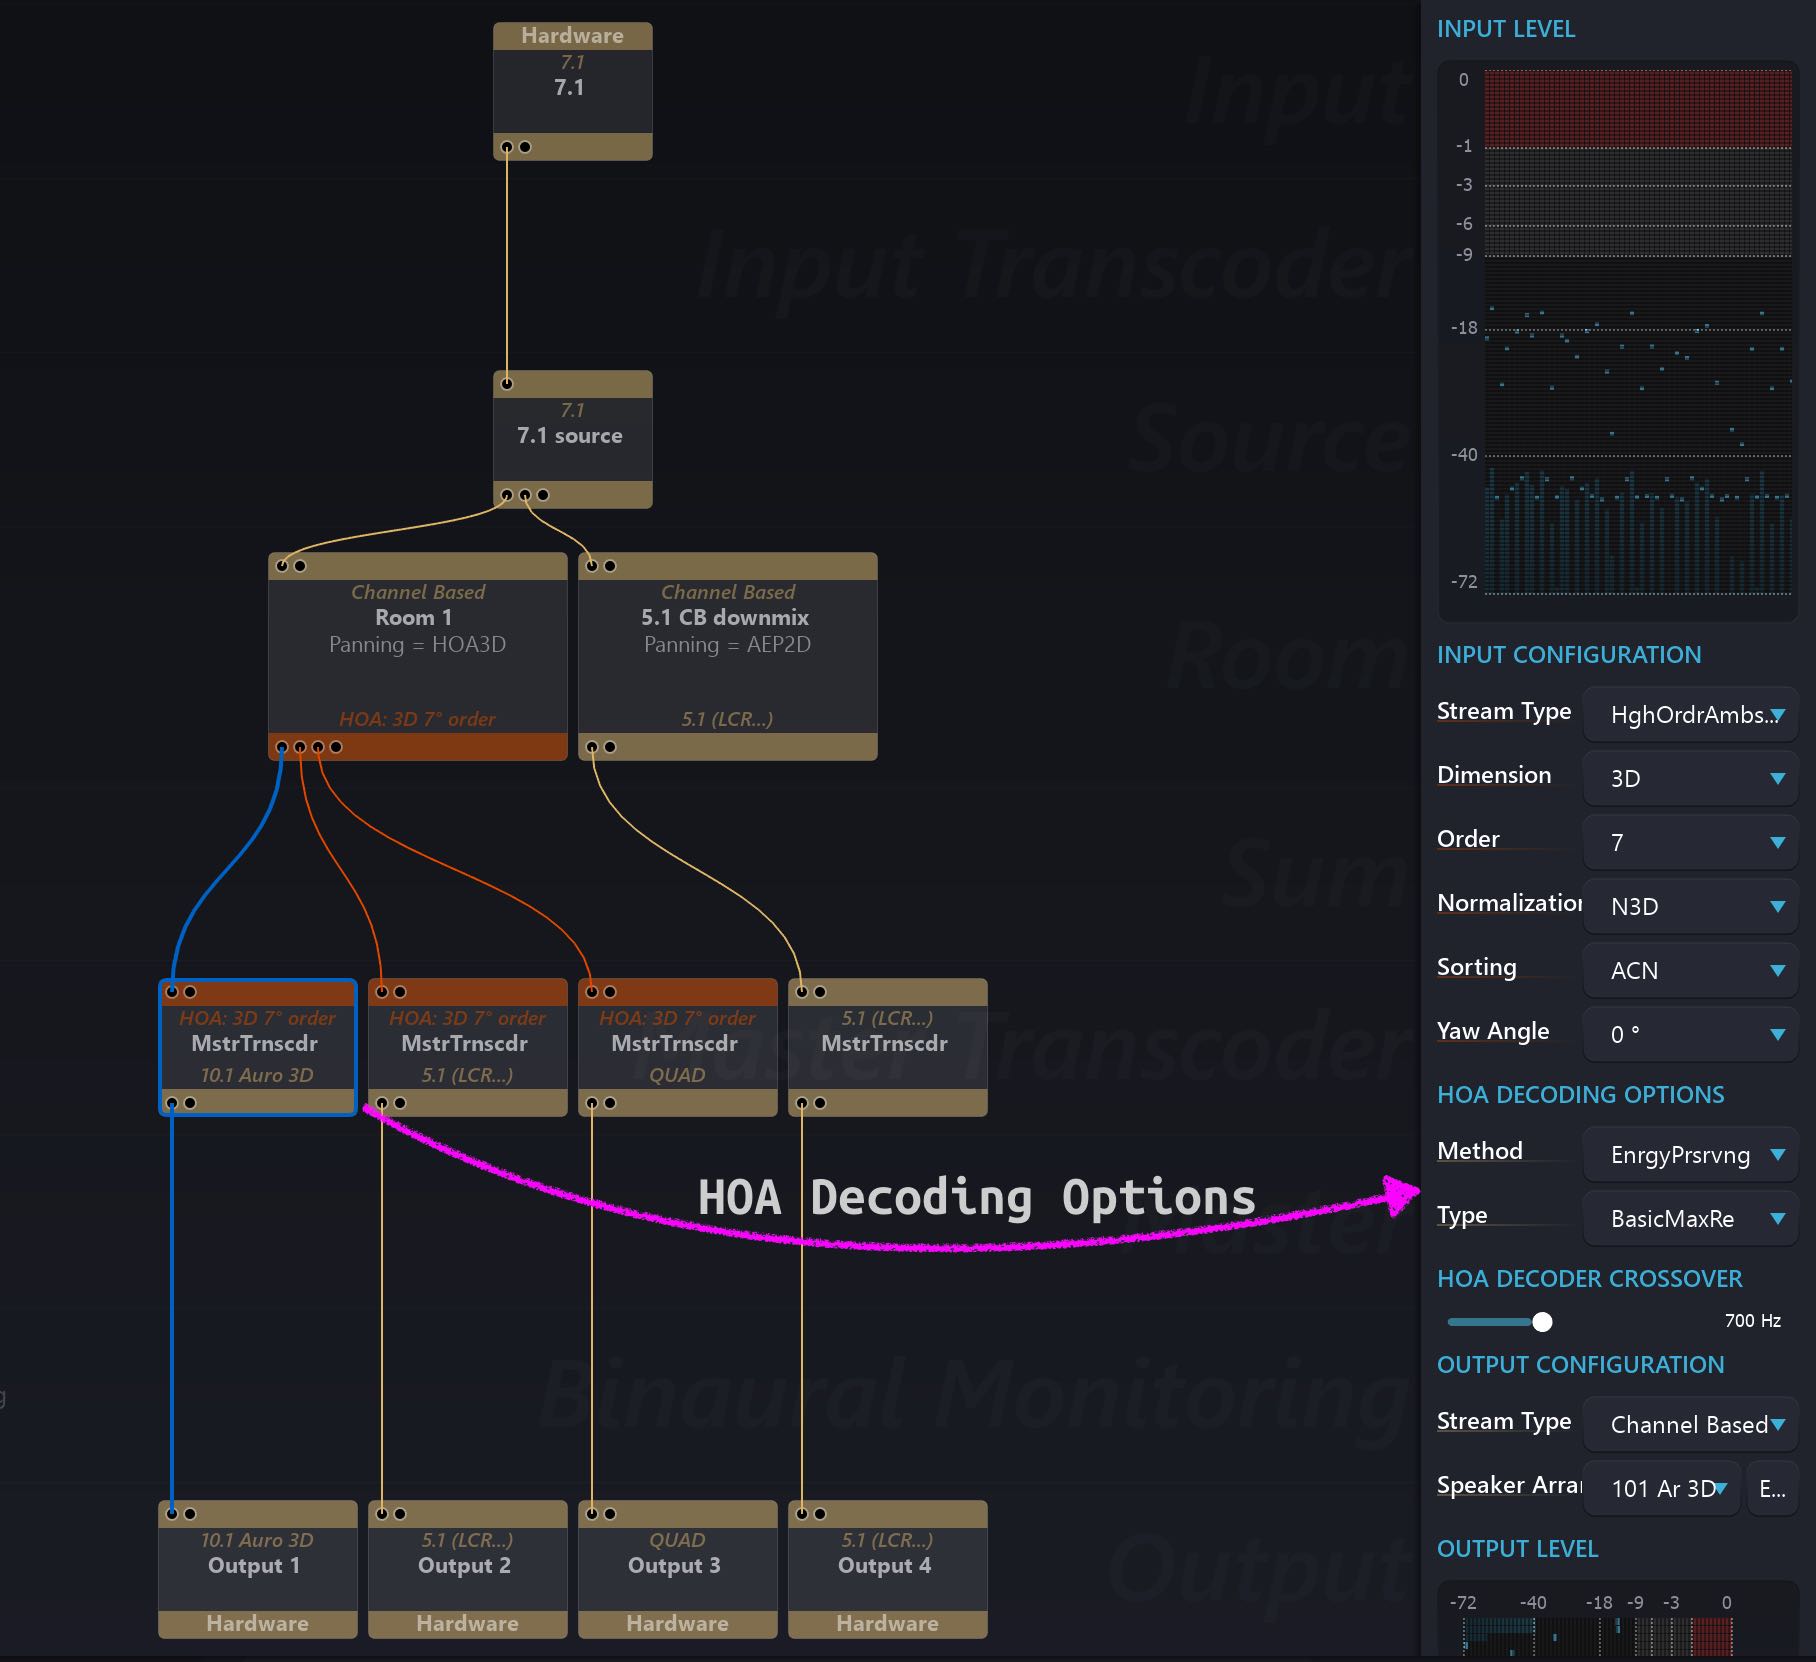 Hardware
7.1
7.1
Input
Input Transcoder
7.1
7.1 source
Source
Channel Based
Room 1
Panning = HOA3D
HOA: 3D 7° order
Channel Based
5.1 CB downmix
Panning = AEP2D
5.1 (LCR...)
Room
Sum
HOA: 3D 7° order
MstrTrnscdr
10.1 Auro 3D
HOA: 3D 7° order
MstrTrnscdr
5.1 (LCR...)
HOA: 3D 7° order
MstrTrnscdr
QUAD
5.1 (LCR...)
MstrTrnscdr
Master Transcoder
HOA Decoding Options
Master
Binaural Monitoring
g
10.1 Auro 3D
Output 1
Hardware
5.1 (LCR...)
Output 2
Hardware
QUAD
Output 3
Hardware
5.1 (LCR...)
Output 4
Hardware
Output
INPUT LEVEL
0
-1
-3
-6
-9
-18
-40
-72
INPUT CONFIGURATION
Stream Type HghOrdrAmbs...
Dimension 3D
Order 7
Normalization N3D
Sorting ACN
Yaw Angle 0 °
HOA DECODING OPTIONS
Method EnrgyPrsrvng
Type BasicMaxRe
HOA DECODER CROSSOVER
700 Hz
OUTPUT CONFIGURATION
Stream Type Channel Based
Speaker Arrar 101 Ar 3D E...
OUTPUT LEVEL
-72 -40 -18 -9 -3 0